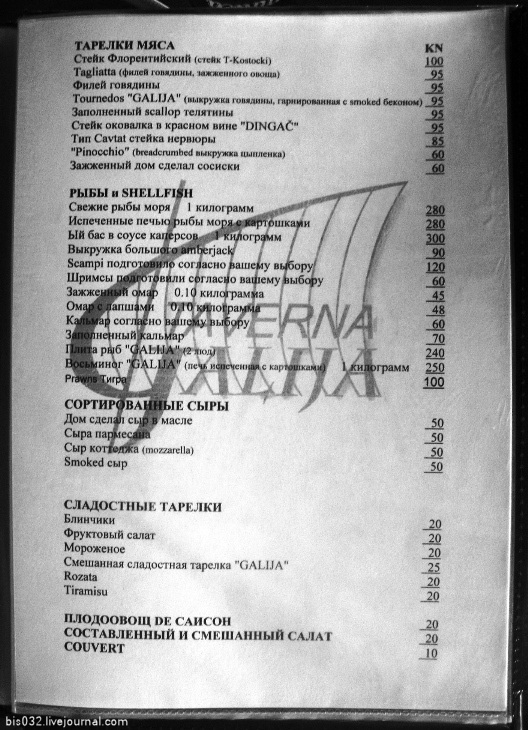 ТАРЕЛКИ МЯСА KN
Стейк Флорентийский (стейк T-Kostocki) 100
Tagliatta (филей говядины, зажженного овоща) 95
Филей говядины 95
Tournedos "GALIJA" (выкружка говядины, гарнированная с smoked беконом) 95
Заполненный scallop телятины 95
Стейк оковалка в красном вине "DINGAČ" 95
Тип Cavtat стейка нервюры 85
"Pinocchio" (breadcrumbed выкружка цыпленка) 60
Зажженный дом сделал сосиски 60
РЫБЫ и SHELLFISH
Свежие рыбы моря 1 килограмм 280
Испеченные печью рыбы моря с картошками 280
Ый бас в соусе каперсов 1 килограмм 300
Выкружка большого amberjack 90
Scampi подготовило согласно вашему выбору 120
Шримсы подготовили согласно вашему выбору 60
Зажженный омар 0.10 килограмма 45
Омар с лапшами 0.10 килограмма 48
Кальмар согласно вашему выбору 60
Заполненный кальмар 70
Плита рыб "GALIJA" (2 люд) 240
Восьминог "GALIJA" (печь испеченная с картошками) 1 килограмм 250
Prawns Тигра 100
TAVERNA
GALIJA
СОРТИРОВАННЫЕ СЫРЫ
Дом сделал сыр в масле 50
Сыра пармесана 50
Сыр коттеджа (mozzarella) 50
Smoked сыр 50
СЛАДОСТНЫЕ ТАРЕЛКИ
Блинчики 20
Фруктовый салат 20
Мороженое 20
Смешанная сладостная тарелка "GALIJA" 25
Rozata 20
Tiramisu 20
ПЛОДООВОЩ DE САИСОН 20
СОСТАВЛЕННЫЙ И СМЕШАННЫЙ САЛАТ 20
COUVERT 10
bis032.livejournal.com